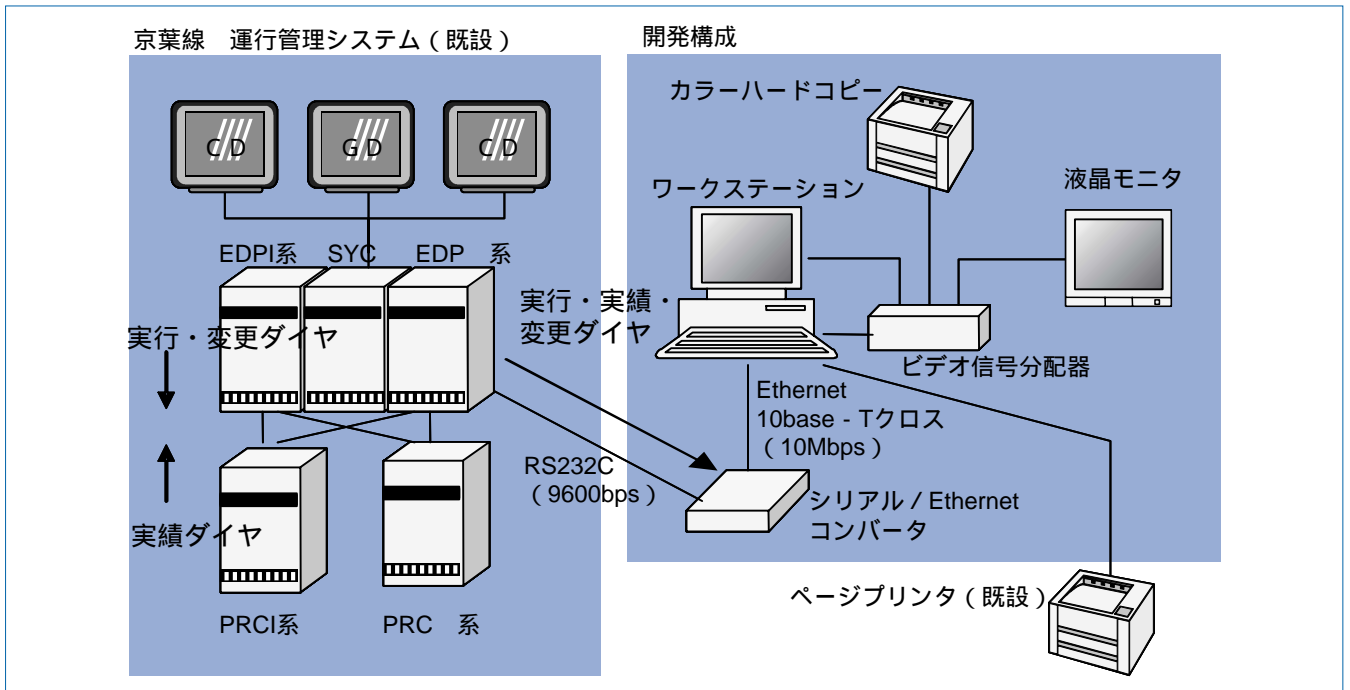 京葉線　運行管理システム（既設）
CD
GD
CD
EDPI系
SYC
EDP　系
実行・変更ダイヤ
実績ダイヤ
PRCI系
PRC　系
実行・実績・
変更ダイヤ
RS232C
（9600bps）
開発構成
カラーハードコピー
ワークステーション
液晶モニタ
ビデオ信号分配器
Ethernet
10base - Tクロス
（10Mbps）
シリアル / Ethernet
コンバータ
ページプリンタ（既設）